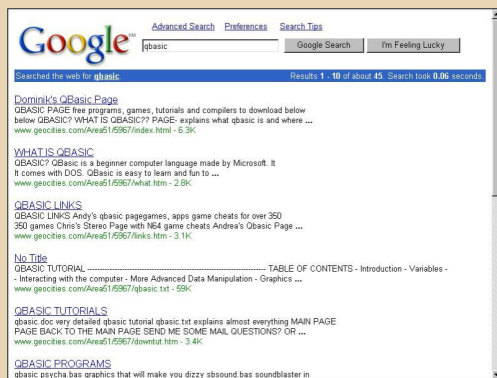 Google™
Advanced Search Preferences Search Tips
qbasic
Google Search I'm Feeling Lucky
Searched the web for qbasic. Results 1 - 10 of about 45. Search took 0.06 seconds.
Dominik's QBasic Page
QBASIC PAGE free programs, games, tutorials and compilers to download below
below QBASIC? WHAT IS QBASIC?? PAGE- explains what qbasic is and where ...
www.geocities.com/Area51/5967/index.html - 6.3K
WHAT IS QBASIC
QBASIC? QBasic is a beginner computer language made by Microsoft. It
It comes with DOS. QBasic is easy to learn and fun to ...
www.geocities.com/Area51/5967/what.htm - 2.8K
QBASIC LINKS
QBASIC LINKS Andy's qbasic pagegames, apps game cheats for over 350
350 games Chris's Stereo Page with N64 game cheats Andrea's Qbasic Page ...
www.geocities.com/Area51/5967/links.htm - 3.1K
No Title
QBASIC TUTORIAL ---------------------------------------------------------------------- TABLE OF CONTENTS - Introduction - Variables -
- Interacting with the computer - More Advanced Data Manipulation - Graphics ...
www.geocities.com/Area51/5967/qbasic.txt - 59K
QBASIC TUTORIALS
qbasic.doc very detailed qbasic tutorial qbasic.txt explains almost everything MAIN PAGE
PAGE BACK TO THE MAIN PAGE SEND ME SOME MAIL QUESTIONS? OR ...
www.geocities.com/Area51/5967/downtut.htm - 3.4K
QBASIC PROGRAMS
qbasic psycha.bas graphics that will make you dizzy sbsound.bas soundblaster in